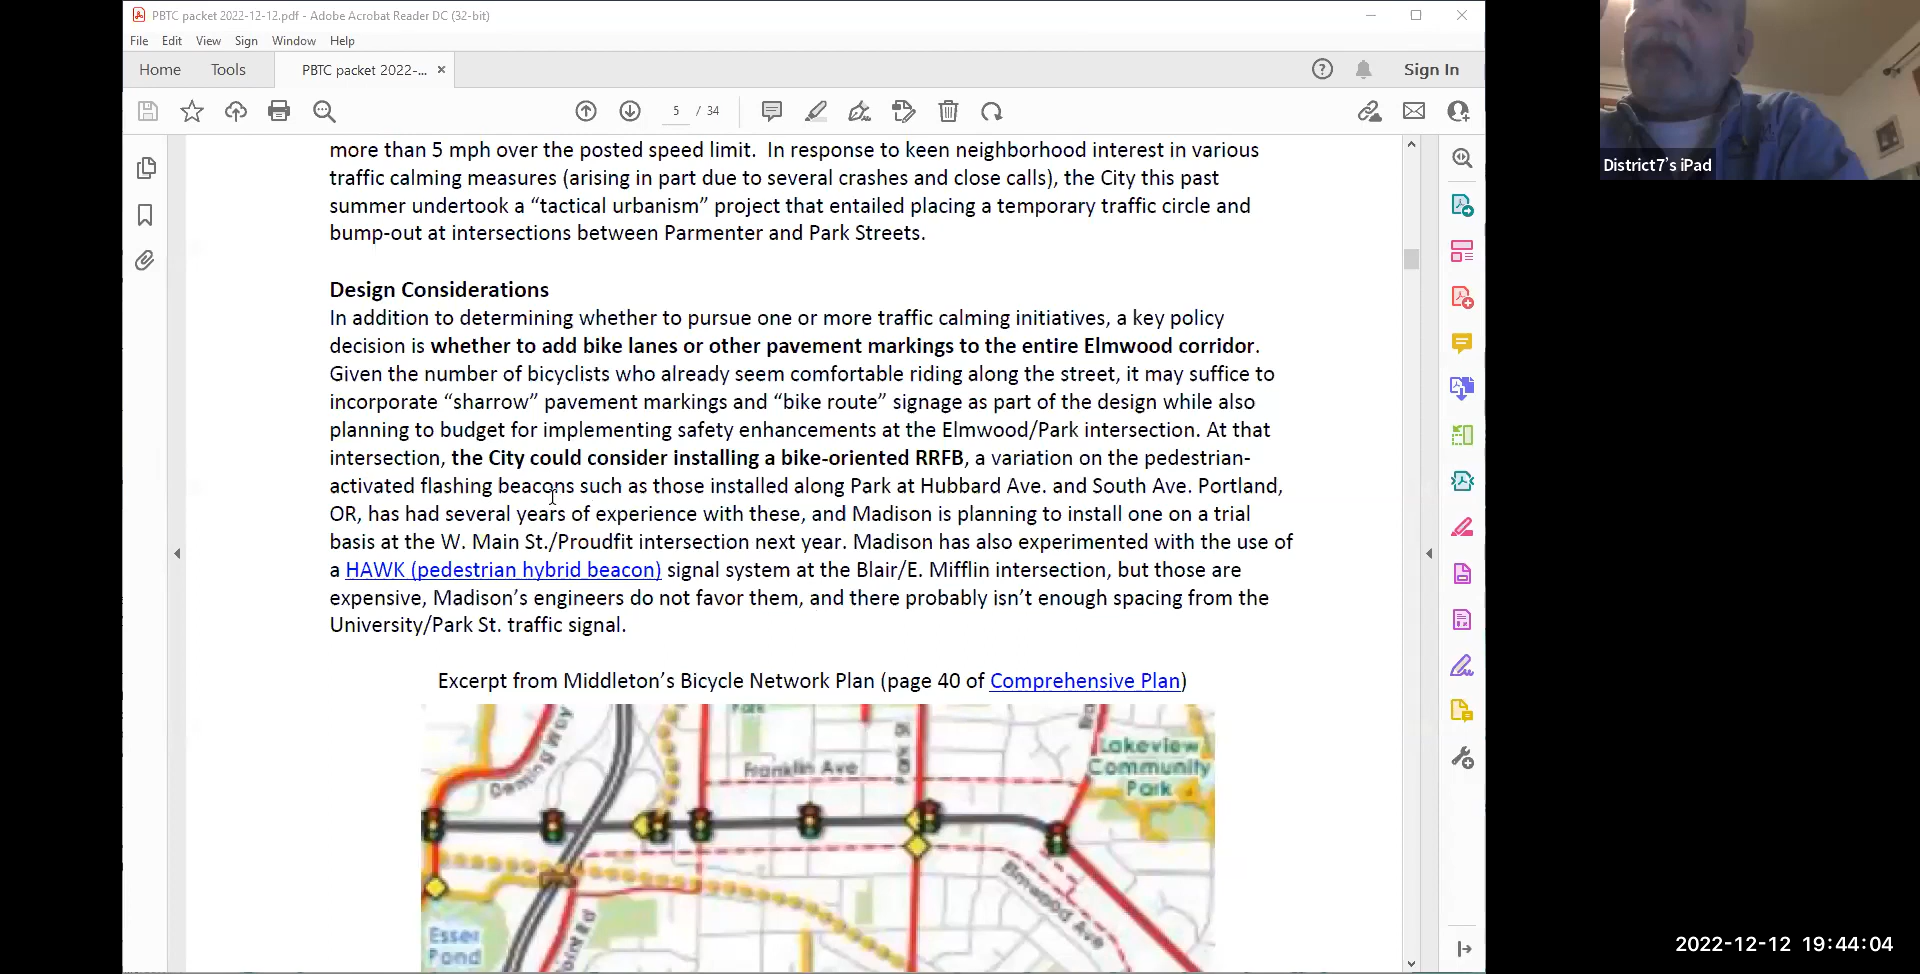 PBTC packet 2022-12-12.pdf - Adobe Acrobat Reader DC (32-bit)
File Edit View Sign Window Help
Home Tools PBTC packet 2022-... × Sign In
5 / 34
more than 5 mph over the posted speed limit. In response to keen neighborhood interest in various
traffic calming measures (arising in part due to several crashes and close calls), the City this past
summer undertook a “tactical urbanism” project that entailed placing a temporary traffic circle and
bump-out at intersections between Parmenter and Park Streets.
Design Considerations
In addition to determining whether to pursue one or more traffic calming initiatives, a key policy
decision is whether to add bike lanes or other pavement markings to the entire Elmwood corridor.
Given the number of bicyclists who already seem comfortable riding along the street, it may suffice to
incorporate “sharrow” pavement markings and “bike route” signage as part of the design while also
planning to budget for implementing safety enhancements at the Elmwood/Park intersection. At that
intersection, the City could consider installing a bike-oriented RRFB, a variation on the pedestrian-
activated flashing beacons such as those installed along Park at Hubbard Ave. and South Ave. Portland,
OR, has had several years of experience with these, and Madison is planning to install one on a trial
basis at the W. Main St./Proudfit intersection next year. Madison has also experimented with the use of
a HAWK (pedestrian hybrid beacon) signal system at the Blair/E. Mifflin intersection, but those are
expensive, Madison’s engineers do not favor them, and there probably isn’t enough spacing from the
University/Park St. traffic signal.
Excerpt from Middleton’s Bicycle Network Plan (page 40 of Comprehensive Plan)
Park
Deming Way
Franklin Ave
Park St
Lakeview
Community
Park
Elmwood Ave
Esser
Pond
Rd
District7’s iPad
2022-12-12 19:44:04